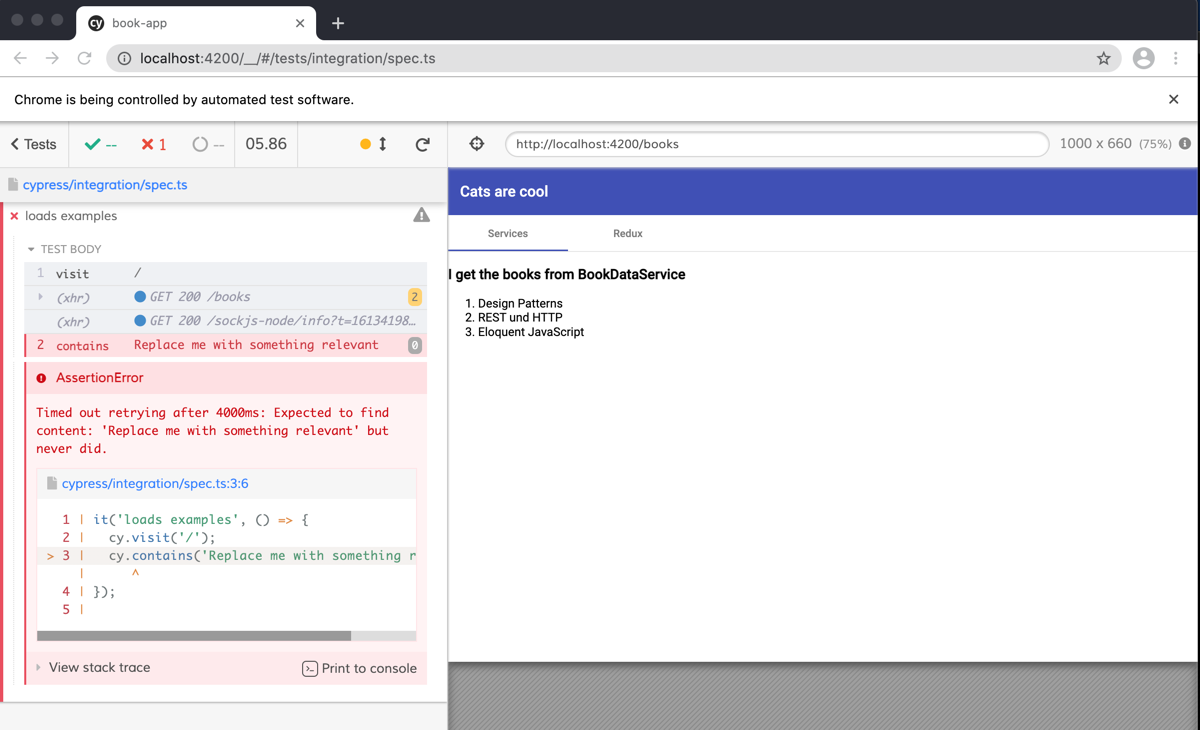 book-app
localhost:4200/__/#/tests/integration/spec.ts
Chrome is being controlled by automated test software.
Tests -- 1 -- 05.86
http://localhost:4200/books 1000 x 660 (75%)
cypress/integration/spec.ts
loads examples
TEST BODY
1 visit /
(xhr) GET 200 /books 2
(xhr) GET 200 /sockjs-node/info?t=16134198…
2 contains Replace me with something relevant 0
AssertionError
Timed out retrying after 4000ms: Expected to find
content: 'Replace me with something relevant' but
never did.
cypress/integration/spec.ts:3:6
1 | it('loads examples', () => {
2 | cy.visit('/');
> 3 | cy.contains('Replace me with something r
| ^
4 | });
5 |
View stack trace Print to console
Cats are cool
Services Redux
I get the books from BookDataService
1. Design Patterns
2. REST und HTTP
3. Eloquent JavaScript